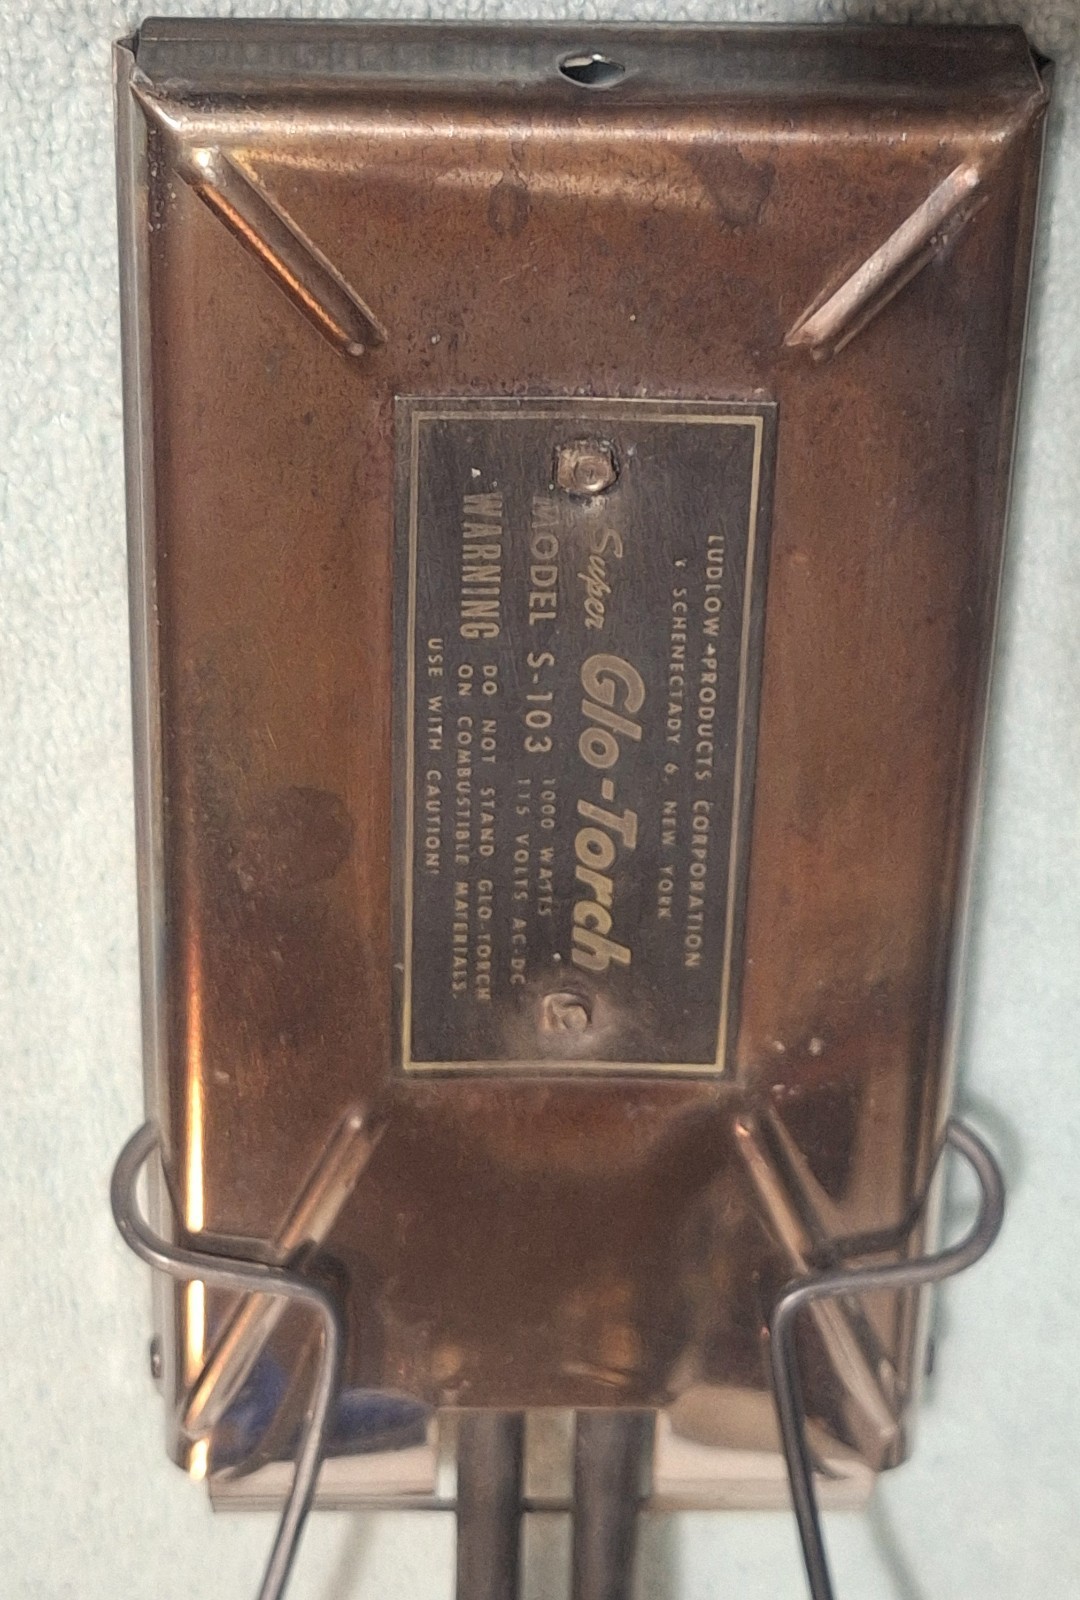 LUDLOW PRODUCTS CORPORATION
SCHENECTADY 6, NEW YORK
Super Glo-Torch
MODEL S-103 1000 WATTS
115 VOLTS AC-DC
WARNING DO NOT STAND GLO-TORCH
ON COMBUSTIBLE MATERIALS.
USE WITH CAUTION!